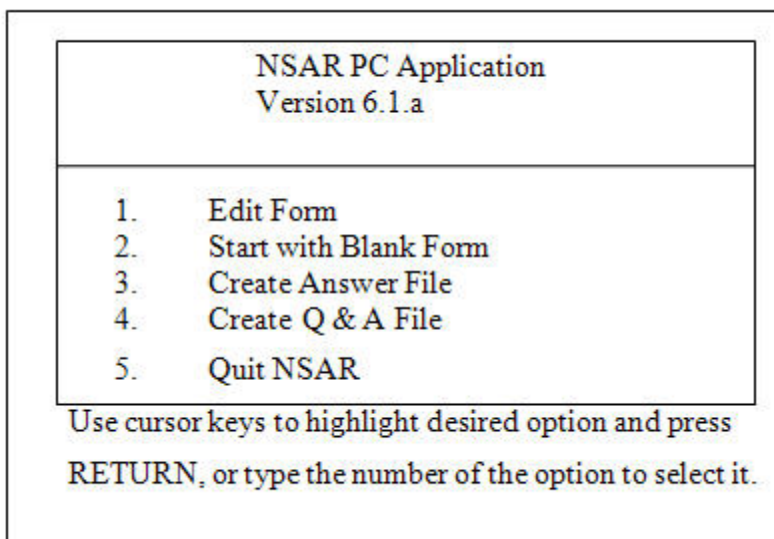 NSAR PC Application
Version 6.1.a
1. Edit Form
2. Start with Blank Form
3. Create Answer File
4. Create Q & A File
5. Quit NSAR
Use cursor keys to highlight desired option and press
RETURN, or type the number of the option to select it.